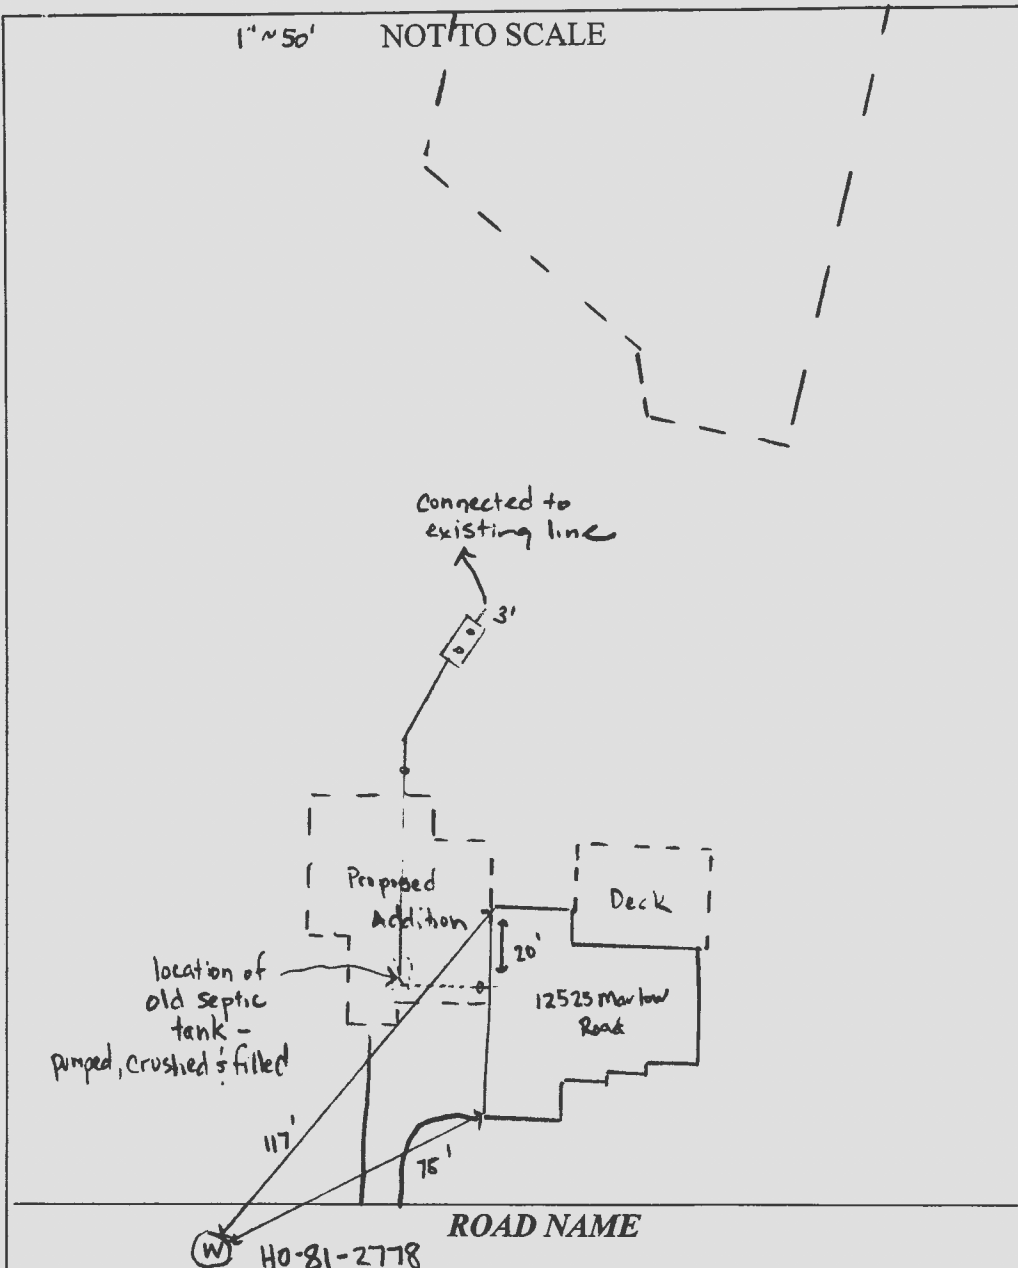 1" ~ 50'
NOT TO SCALE
Connected to
existing line
3'
Proposed
Addition
Deck
20'
12525 Marlow
Road
location of
old septic
tank -
pumped, crushed & filled
117'
78'
ROAD NAME
W
HO-81-2778